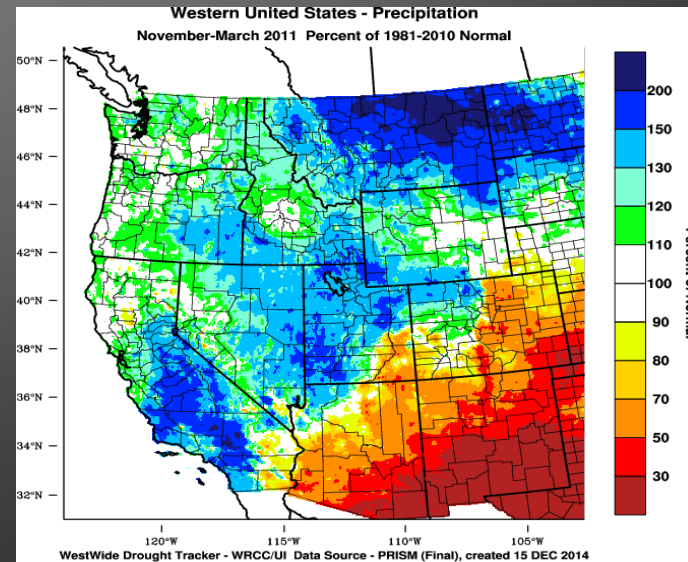 Western United States - Precipitation
November-March 2011 Percent of 1981-2010 Normal
50°N
48°N
46°N
44°N
42°N
40°N
38°N
36°N
34°N
32°N
120°W
115°W
110°W
105°W
200
150
130
120
110
100
90
80
70
50
30
WestWide Drought Tracker - WRCC/UI Data Source - PRISM (Final), created 15 DEC 2014